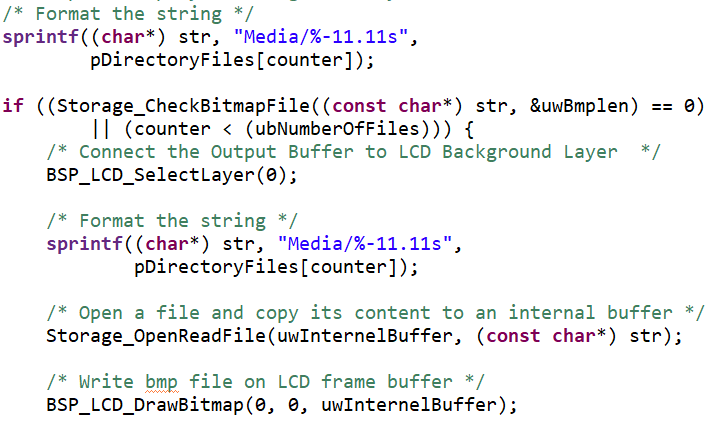 /* Format the string */
sprintf((char*) str, "Media/%-11.11s",
pDirectoryFiles[counter]);
if ((Storage_CheckBitmapFile((const char*) str, &uwBmplen) == 0)
|| (counter < (ubNumberOfFiles))) {
/* Connect the Output Buffer to LCD Background Layer  */
BSP_LCD_SelectLayer(0);
/* Format the string */
sprintf((char*) str, "Media/%-11.11s",
pDirectoryFiles[counter]);
/* Open a file and copy its content to an internal buffer */
Storage_OpenReadFile(uwInternelBuffer, (const char*) str);
/* Write bmp file on LCD frame buffer */
BSP_LCD_DrawBitmap(0, 0, uwInternelBuffer);